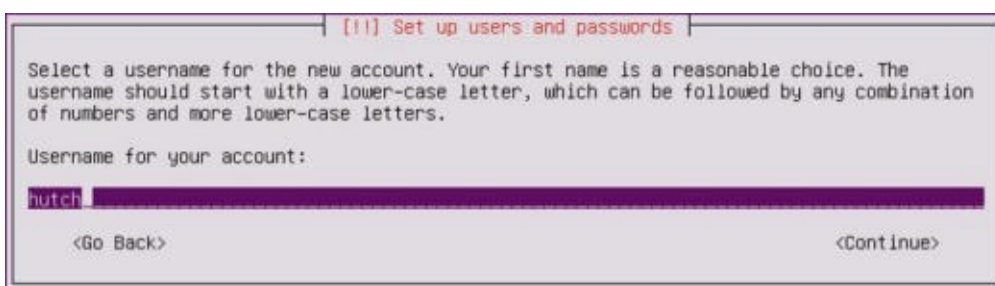 [!!] Set up users and passwords
Select a username for the new account. Your first name is a reasonable choice. The
username should start with a lower-case letter, which can be followed by any combination
of numbers and more lower-case letters.
Username for your account:
hutch
<Go Back> <Continue>